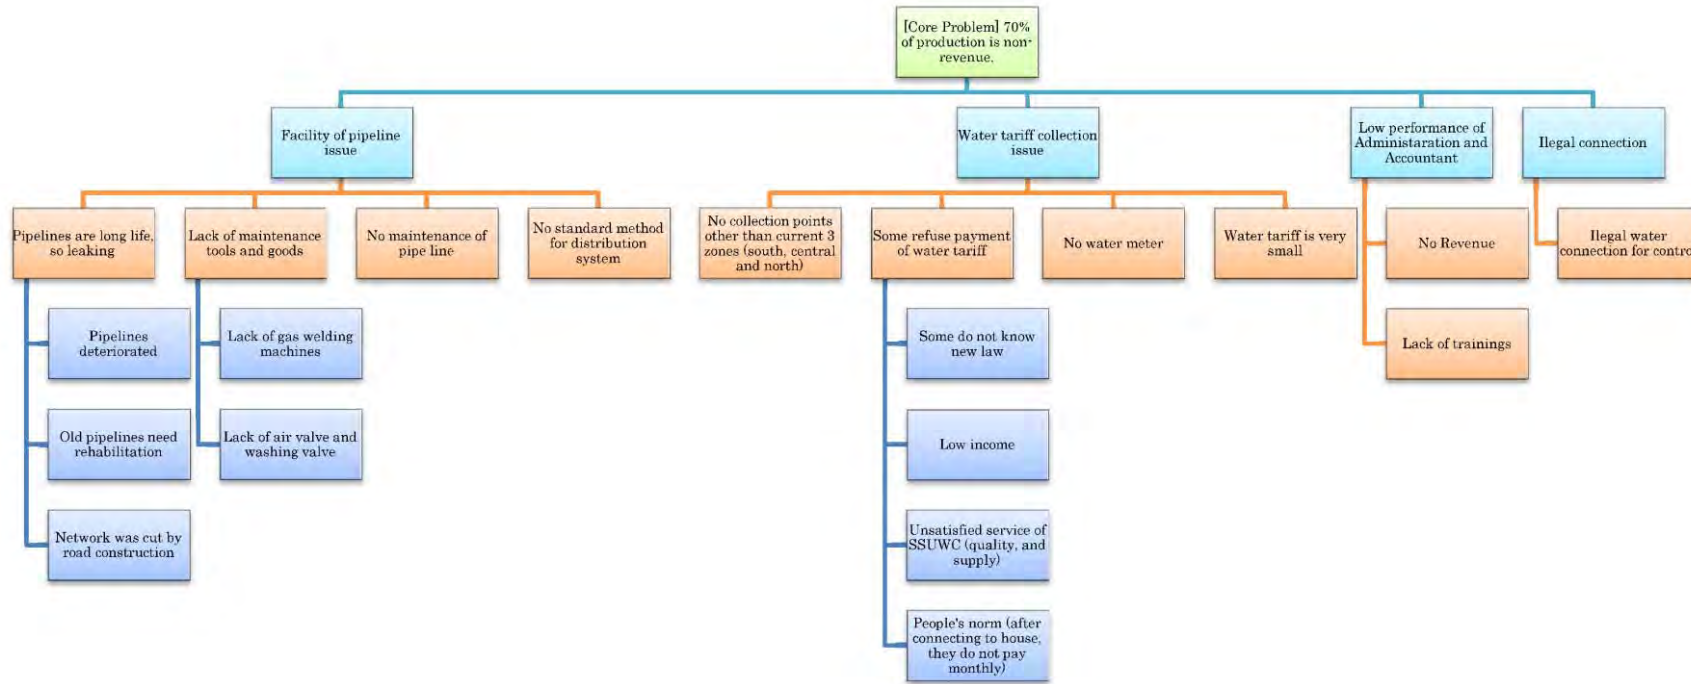 [Core Problem] 70%
of production is non-
revenue.
Facility of pipeline
issue
Water tariff collection
issue
Low performance of
Administaration and
Accountant
Ilegal connection
Pipelines are long life,
so leaking
Lack of maintenance
tools and goods
No maintenance of
pipe line
No standard method
for distribution
system
No collection points
other than current 3
zones (south, central
and north)
Some refuse payment
of water tariff
No water meter
Water tariff is very
small
No Revenue
Ilegal water
connection for control
Pipelines
deteriorated
Lack of gas welding
machines
Some do not know
new law
Lack of trainings
Old pipelines need
rehabilitation
Lack of air valve and
washing valve
Low income
Network was cut by
road construction
Unsatisfied service of
SSUWC (quality, and
supply)
People's norm (after
connecting to house,
they do not pay
monthly)